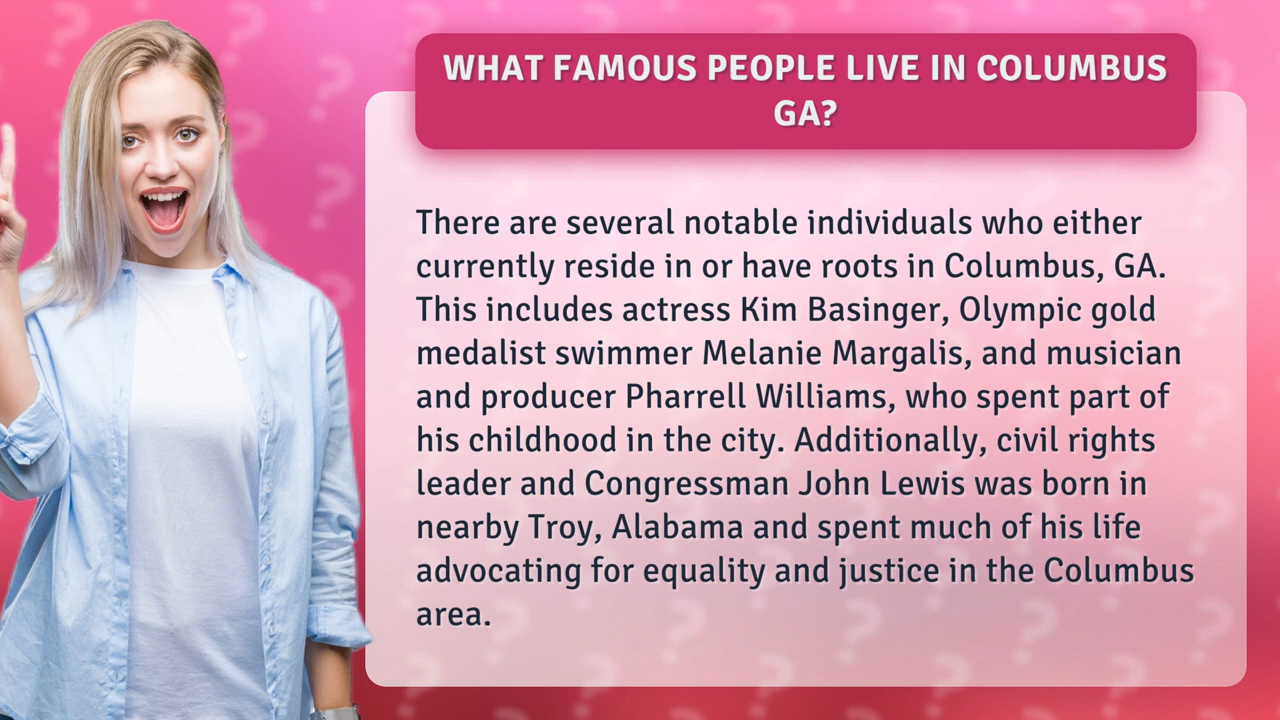 WHAT FAMOUS PEOPLE LIVE IN COLUMBUS
GA?
There are several notable individuals who either
currently reside in or have roots in Columbus, GA.
This includes actress Kim Basinger, Olympic gold
medalist swimmer Melanie Margalis, and musician
and producer Pharrell Williams, who spent part of
his childhood in the city. Additionally, civil rights
leader and Congressman John Lewis was born in
nearby Troy, Alabama and spent much of his life
advocating for equality and justice in the Columbus
area.